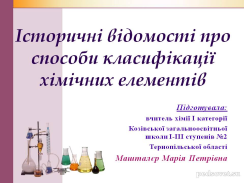 Історичні відомості про
способи класифікації
хімічних елементів
Підготувала:
вчитель хімії І категорії
Козівської загальноосвітньої
школи І-ІІІ ступенів №2
Тернопільської області
Машталер Марія Петрівна